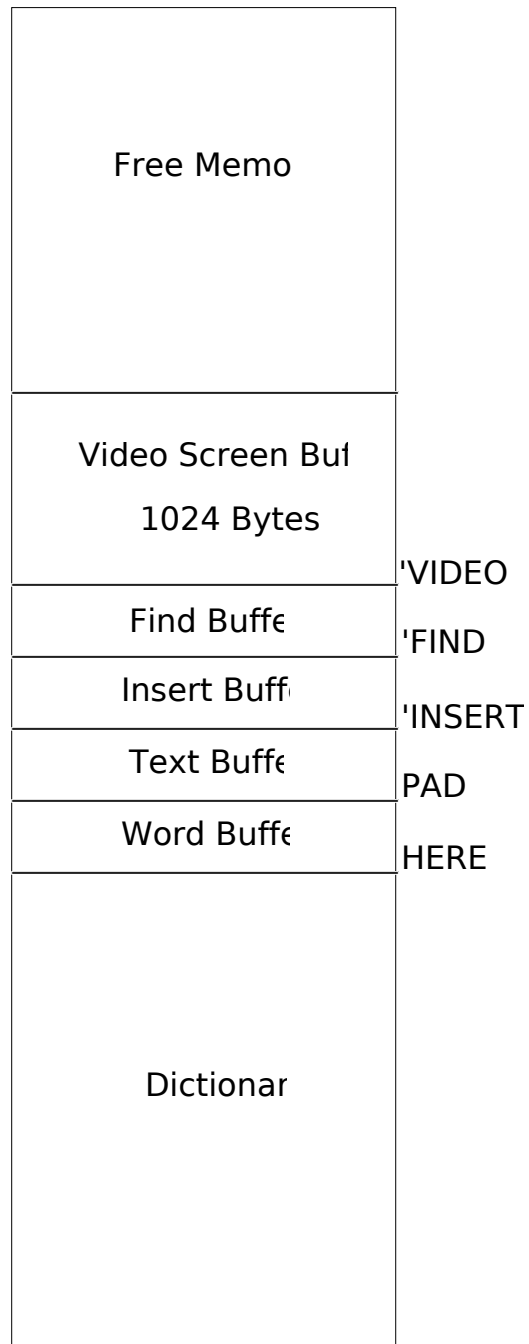 Free Memo
Video Screen Buf
1024 Bytes
'VIDEO
Find Buffe
'FIND
Insert Buff
'INSERT
Text Buffe
PAD
Word Buffe
HERE
Dictionar